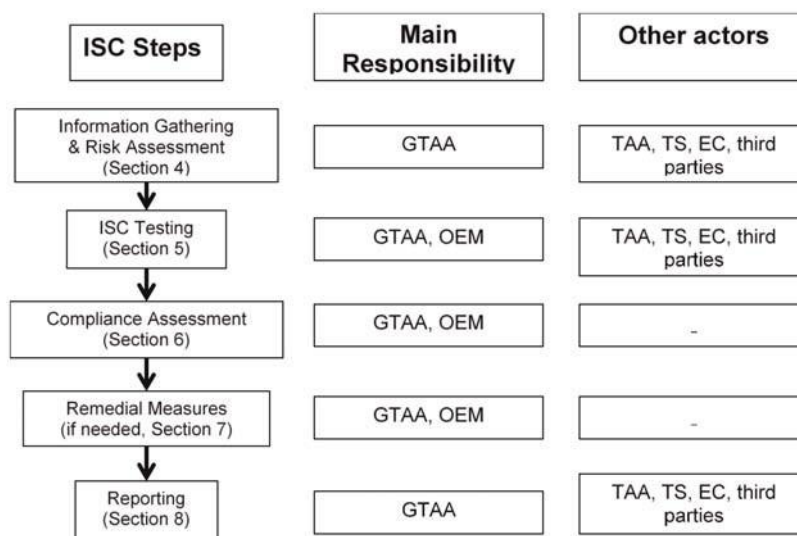 ISC Steps
Main
Responsibility
Other actors
Information Gathering
& Risk Assessment
(Section 4)
GTAA
TAA, TS, EC, third
parties
ISC Testing
(Section 5)
GTAA, OEM
TAA, TS, EC, third
parties
Compliance Assessment
(Section 6)
GTAA, OEM
-
Remedial Measures
(if needed, Section 7)
GTAA, OEM
-
Reporting
(Section 8)
GTAA
TAA, TS, EC, third
parties